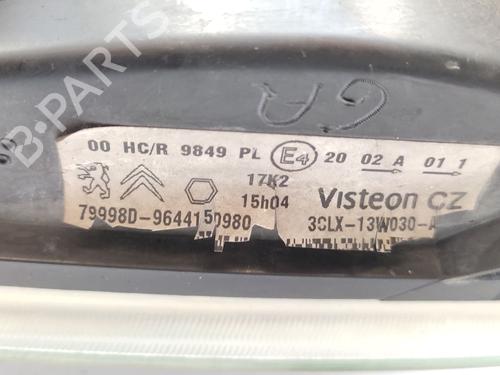 B-PARTS
GA
00 HC/R 9849 PL E4 20 02 A 01 1
17K2
15h04
Visteon CZ
79998D-9644150980
3CLX-13W030-A